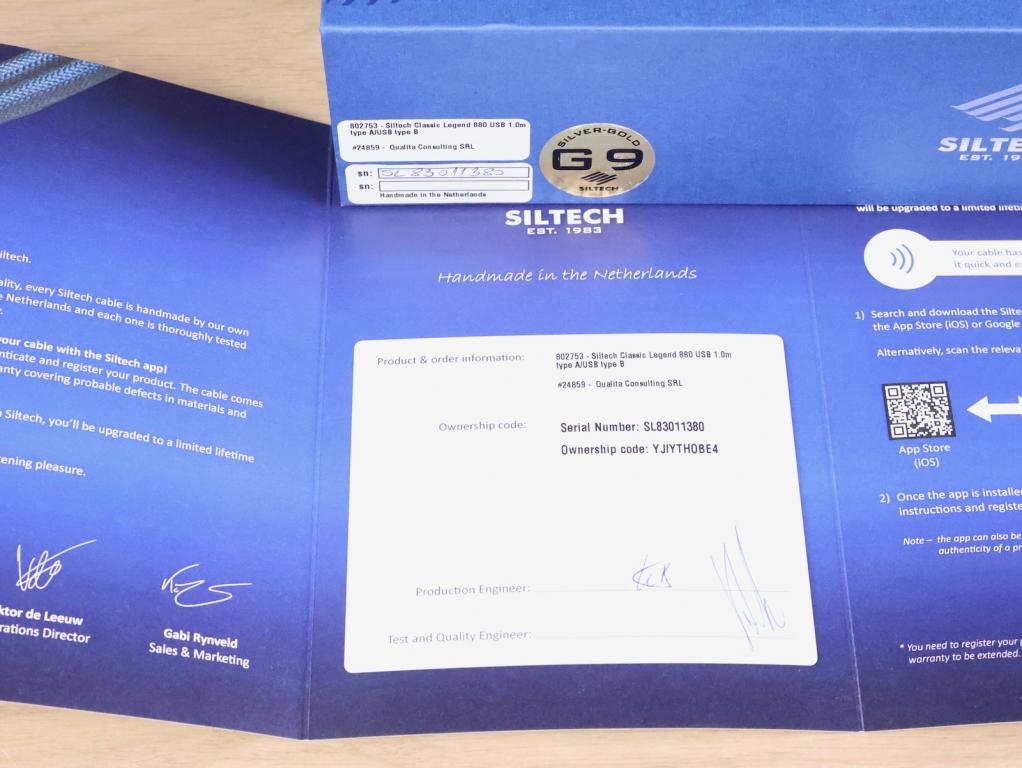 802753 - Siltech Classic Legend 880 USB 1.0m
type A/USB type B
#24859 - Qualita Consulting SRL
sn: SL83011380
sn:
Handmade in the Netherlands
SILVER-GOLD
G 9
SILTECH
SILTE
EST. 19
iltech.
ality, every Siltech cable is handmade by our own
e Netherlands and each one is thoroughly tested
your cable with the Siltech app!
nticate and register your product. The cable comes
anty covering probable defects in materials and
Siltech, you'll be upgraded to a limited lifetime
tening pleasure.
ktor de Leeuw
rations Director
Gabi Rynveld
Sales & Marketing
SILTECH
EST. 1983
Handmade in the Netherlands
Product & order information:
802753 - Siltech Classic Legend 880 USB 1.0m
type A/USB type B
#24859 - Qualita Consulting SRL
Ownership code:
Serial Number: SL83011380
Ownership code: YJIYTHOBE4
Production Engineer:
Test and Quality Engineer:
will be upgraded to a limited lifeti
Your cable has
it quick and e
1) Search and download the Silte
the App Store (iOS) or Google
Alternatively, scan the releva
App Store
(iOS)
2) Once the app is installe
instructions and registe
Note – the app can also be
authenticity of a pr
* You need to register your p
warranty to be extended.